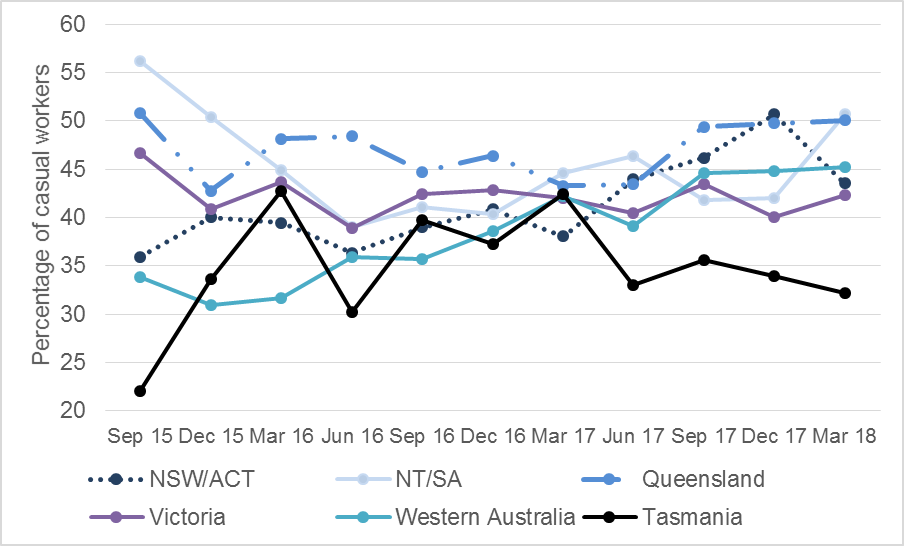 60
55
50
45
40
35
30
25
20
Percentage of casual workers
Sep 15 Dec 15 Mar 16 Jun 16 Sep 16 Dec 16 Mar 17 Jun 17 Sep 17 Dec 17 Mar 18
NSW/ACT NT/SA Queensland
Victoria Western Australia Tasmania